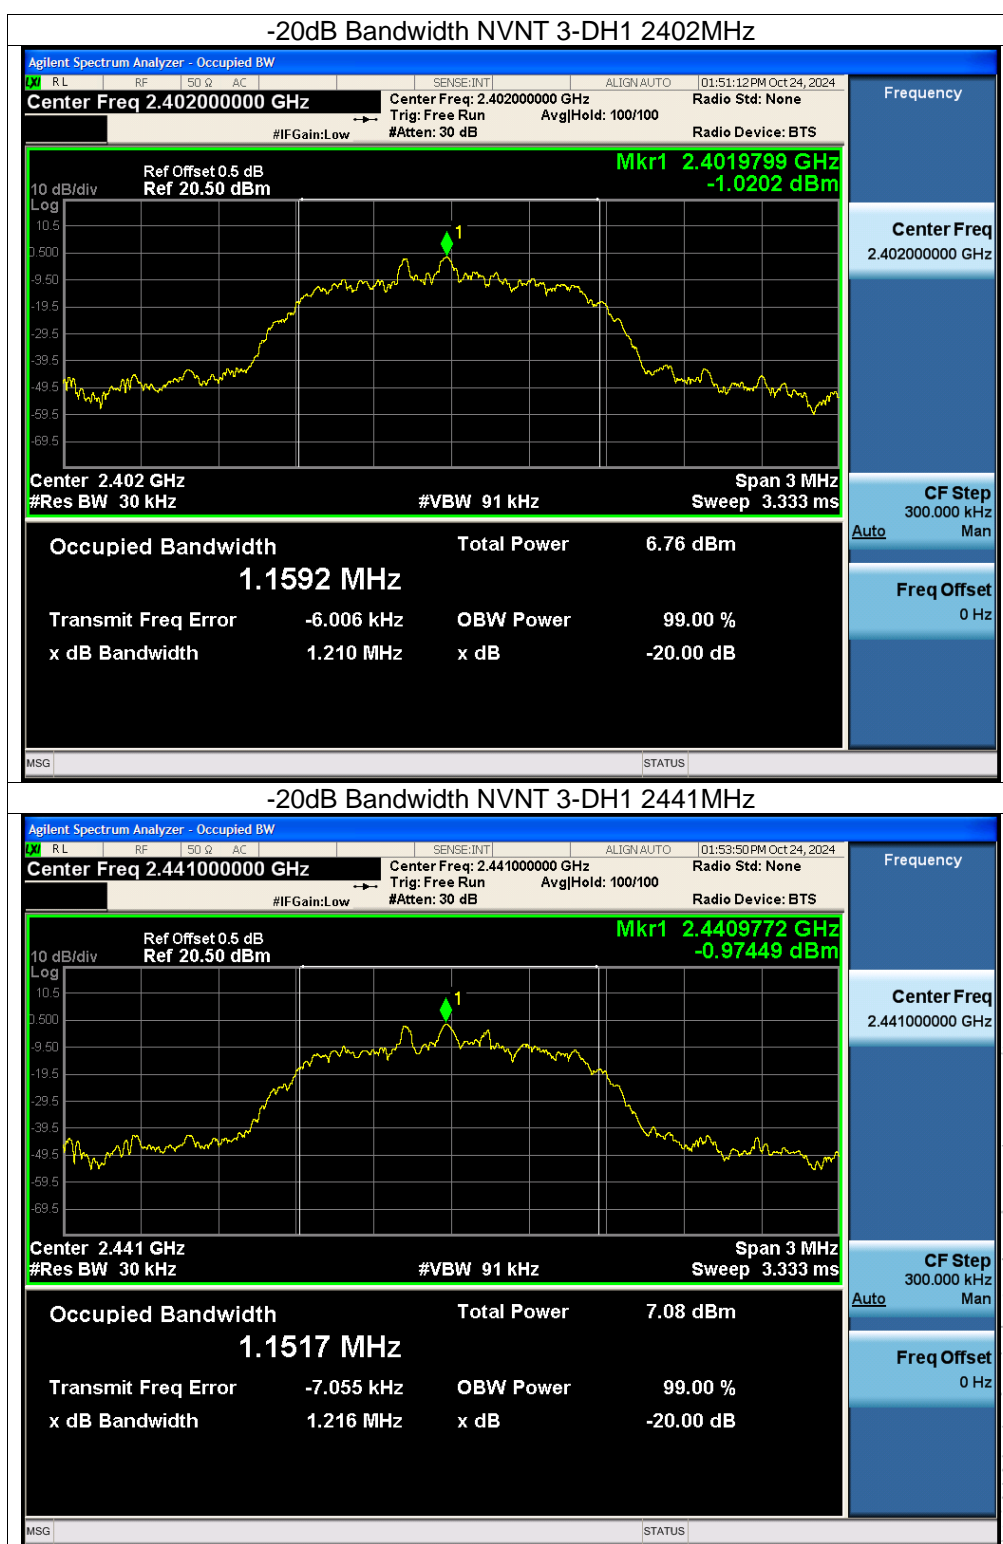 -20dB Bandwidth NVNT 3-DH1 2402MHz
Agilent Spectrum Analyzer - Occupied BW
LXI RL RF 50 Ω AC SENSE:INT ALIGN AUTO 01:51:12 PM Oct 24, 2024
Center Freq 2.402000000 GHz
Center Freq: 2.402000000 GHz
Radio Std: None
Trig: Free Run Avg|Hold: 100/100
#IFGain:Low #Atten: 30 dB Radio Device: BTS
Frequency
Mkr1 2.4019799 GHz
-1.0202 dBm
Ref Offset 0.5 dB
10 dB/div Ref 20.50 dBm
Log
10.5
0.500
-9.50
-19.5
-29.5
-39.5
-49.5
-59.5
-69.5
1
Center Freq
2.402000000 GHz
Center 2.402 GHz Span 3 MHz
#Res BW 30 kHz #VBW 91 kHz Sweep 3.333 ms
CF Step
300.000 kHz
Auto Man
Occupied Bandwidth Total Power 6.76 dBm
1.1592 MHz
Freq Offset
0 Hz
Transmit Freq Error -6.006 kHz OBW Power 99.00 %
x dB Bandwidth 1.210 MHz x dB -20.00 dB
MSG STATUS
-20dB Bandwidth NVNT 3-DH1 2441MHz
Agilent Spectrum Analyzer - Occupied BW
LXI RL RF 50 Ω AC SENSE:INT ALIGN AUTO 01:53:50 PM Oct 24, 2024
Center Freq 2.441000000 GHz
Center Freq: 2.441000000 GHz
Radio Std: None
Trig: Free Run Avg|Hold: 100/100
#IFGain:Low #Atten: 30 dB Radio Device: BTS
Frequency
Mkr1 2.4409772 GHz
-0.97449 dBm
Ref Offset 0.5 dB
10 dB/div Ref 20.50 dBm
Log
10.5
0.500
-9.50
-19.5
-29.5
-39.5
-49.5
-59.5
-69.5
1
Center Freq
2.441000000 GHz
Center 2.441 GHz Span 3 MHz
#Res BW 30 kHz #VBW 91 kHz Sweep 3.333 ms
CF Step
300.000 kHz
Auto Man
Occupied Bandwidth Total Power 7.08 dBm
1.1517 MHz
Freq Offset
0 Hz
Transmit Freq Error -7.055 kHz OBW Power 99.00 %
x dB Bandwidth 1.216 MHz x dB -20.00 dB
MSG STATUS